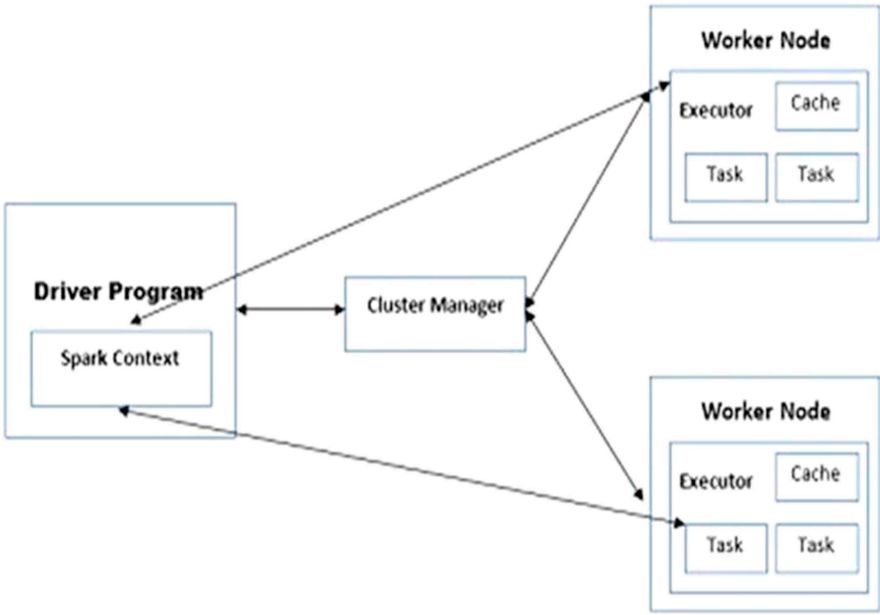 Worker Node
Executor
Cache
Task
Task
Driver Program
Spark Context
Cluster Manager
Worker Node
Executor
Cache
Task
Task